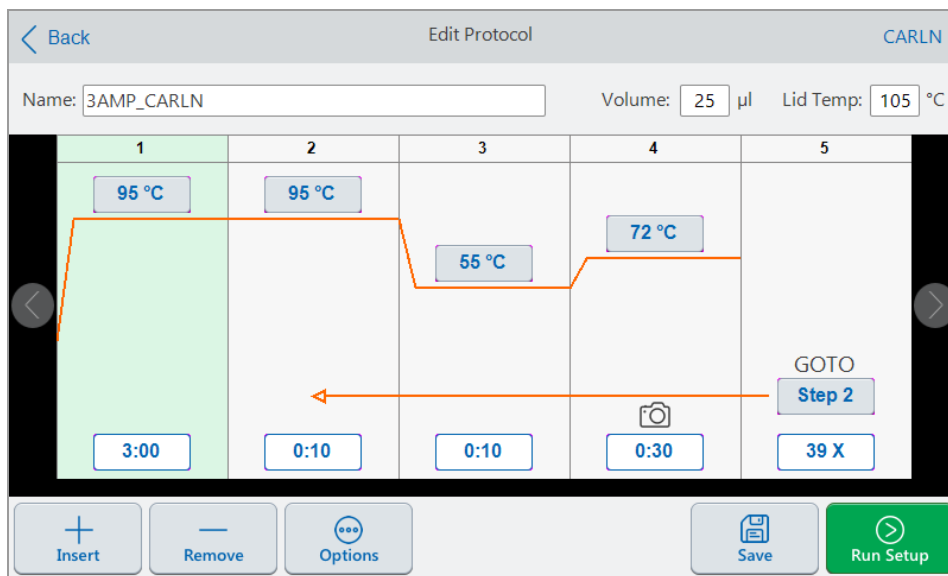 Back Edit Protocol CARLN
Name: 3AMP_CARLN Volume: 25 µl Lid Temp: 105 °C
1 2 3 4 5
95 °C 95 °C
72 °C
55 °C
GOTO
Step 2
3:00 0:10 0:10 0:30 39 X
Insert Remove Options Save Run Setup